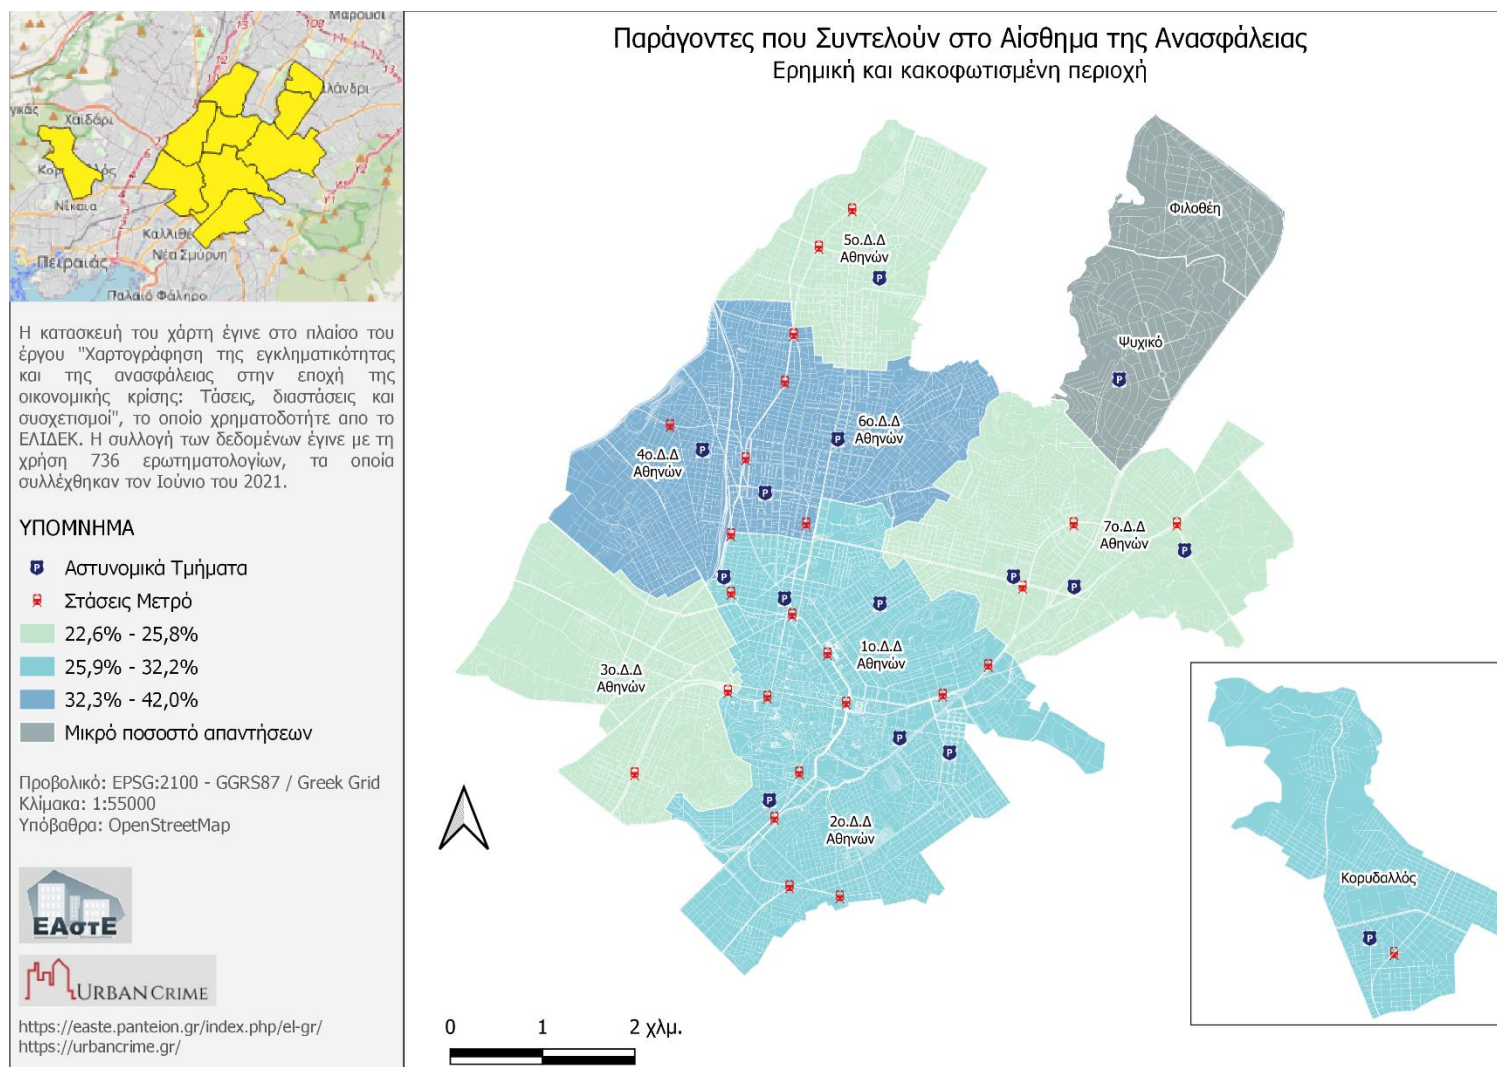 Παράγοντες που Συντελούν στο Αίσθημα της Ανασφάλειας
Ερημική και κακοφωτισμένη περιοχή
Μαρουσι
Χαϊδάρι
Νίκαια
Πειραιάς
Νέα Σμύρνη
Παλαιό Φάληρο
Η κατασκευή του χάρτη έγινε στο πλαίσο του
έργου "Χαρτογράφηση της εγκληματικότητας
και της ανασφάλειας στην εποχή της
οικονομικής κρίσης: Τάσεις, διαστάσεις και
συσχετισμοί", το οποίο χρηματοδοτήτε απο το
ΕΛΙΔΕΚ. Η συλλογή των δεδομένων έγινε με τη
χρήση 736 ερωτηματολογίων, τα οποία
συλλέχθηκαν τον Ιούνιο του 2021.
ΥΠΟΜΝΗΜΑ
Αστυνομικά Τμήματα
Στάσεις Μετρό
22,6% - 25,8%
25,9% - 32,2%
32,3% - 42,0%
Μικρό ποσοστό απαντήσεων
Προβολικό: EPSG:2100 - GGRS87 / Greek Grid
Κλίμακα: 1:55000
Υπόβαθρα: OpenStreetMap
ΕΑστΕ
URBANCRIME
https://easte.panteion.gr/index.php/el-gr/
https://urbancrime.gr/
Φιλοθέη
Ψυχικό
5ο.Δ.Δ
Αθηνών
6ο.Δ.Δ
Αθηνών
4ο.Δ.Δ
Αθηνών
7ο.Δ.Δ
Αθηνών
1ο.Δ.Δ
Αθηνών
3ο.Δ.Δ
Αθηνών
2ο.Δ.Δ
Αθηνών
Κορυδαλλός
0 1 2 χλμ.